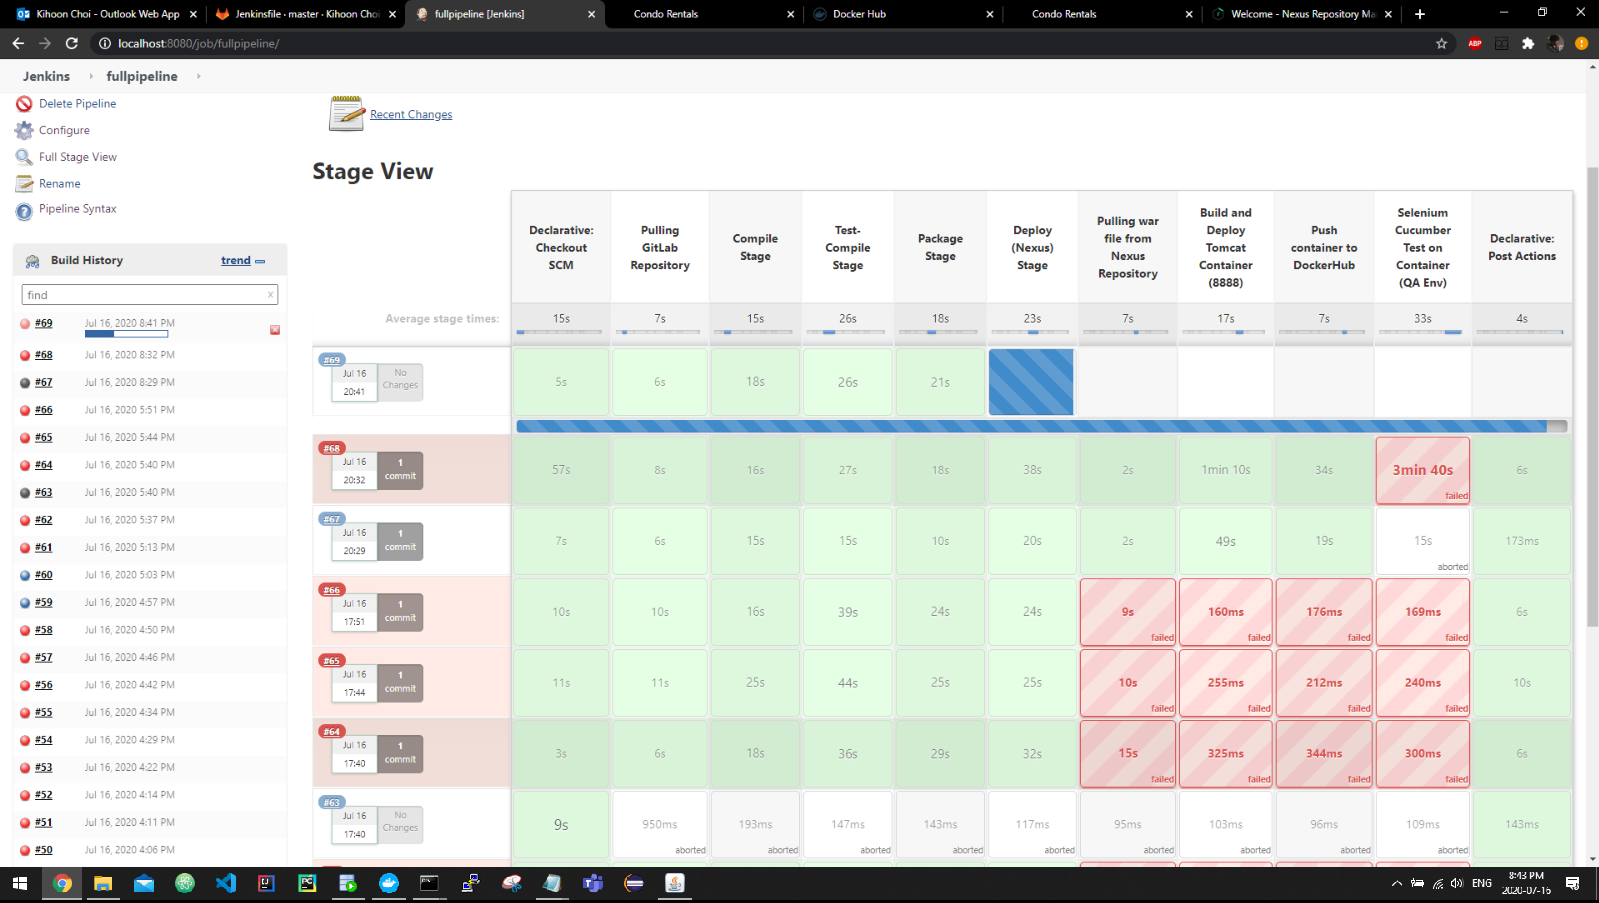 Kihoon Choi - Outlook Web App
Jenkinsfile · master · Kihoon Choi
fullpipeline [Jenkins]
Condo Rentals
Docker Hub
Condo Rentals
Welcome - Nexus Repository Ma
localhost:8080/job/fullpipeline/
ABP
Jenkins
fullpipeline
Delete Pipeline
Configure
Full Stage View
Rename
Pipeline Syntax
Build History
trend
find
x
#69 Jul 16, 2020 8:41 PM
#68 Jul 16, 2020 8:32 PM
#67 Jul 16, 2020 8:29 PM
#66 Jul 16, 2020 5:51 PM
#65 Jul 16, 2020 5:44 PM
#64 Jul 16, 2020 5:40 PM
#63 Jul 16, 2020 5:40 PM
#62 Jul 16, 2020 5:37 PM
#61 Jul 16, 2020 5:13 PM
#60 Jul 16, 2020 5:03 PM
#59 Jul 16, 2020 4:57 PM
#58 Jul 16, 2020 4:50 PM
#57 Jul 16, 2020 4:46 PM
#56 Jul 16, 2020 4:42 PM
#55 Jul 16, 2020 4:34 PM
#54 Jul 16, 2020 4:29 PM
#53 Jul 16, 2020 4:22 PM
#52 Jul 16, 2020 4:14 PM
#51 Jul 16, 2020 4:11 PM
#50 Jul 16, 2020 4:06 PM
Recent Changes
Stage View
Declarative:
Checkout
SCM
Pulling
GitLab
Repository
Compile
Stage
Test-
Compile
Stage
Package
Stage
Deploy
(Nexus)
Stage
Pulling war
file from
Nexus
Repository
Build and
Deploy
Tomcat
Container
(8888)
Push
container to
DockerHub
Selenium
Cucumber
Test on
Container
(QA Env)
Declarative:
Post Actions
Average stage times: 15s 7s 15s 26s 18s 23s 7s 17s 7s 33s 4s
#69
Jul 16
20:41
No
Changes
5s 6s 18s 26s 21s
#68
Jul 16
20:32
1
commit
57s 8s 16s 27s 18s 38s 2s 1min 10s 34s 3min 40s 6s
failed
#67
Jul 16
20:29
1
commit
7s 6s 15s 15s 10s 20s 2s 49s 19s 15s 173ms
aborted
#66
Jul 16
17:51
1
commit
10s 10s 16s 39s 24s 24s 9s 160ms 176ms 169ms 6s
failed failed failed failed
#65
Jul 16
17:44
1
commit
11s 11s 25s 44s 25s 25s 10s 255ms 212ms 240ms 10s
failed failed failed failed
#64
Jul 16
17:40
1
commit
3s 6s 18s 36s 29s 32s 15s 325ms 344ms 300ms 6s
failed failed failed failed
#63
Jul 16
17:40
No
Changes
9s 950ms 193ms 147ms 143ms 117ms 95ms 103ms 96ms 109ms 143ms
aborted aborted aborted aborted aborted aborted aborted aborted aborted
ENG
8:43 PM
2020-07-16